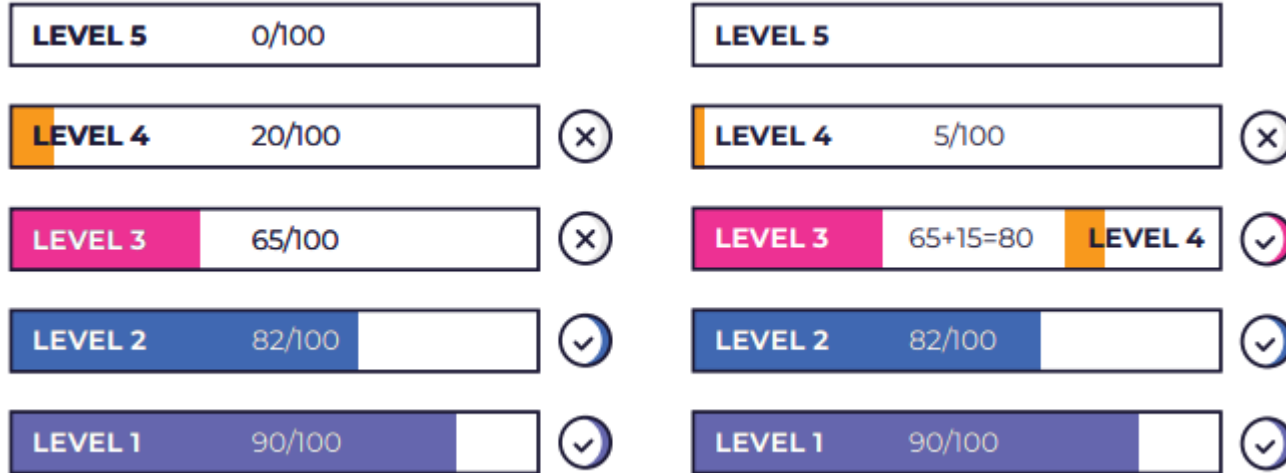 LEVEL 5 0/100
LEVEL 4 20/100
LEVEL 3 65/100
LEVEL 2 82/100
LEVEL 1 90/100
LEVEL 5
LEVEL 4 5/100
LEVEL 3 65+15=80 LEVEL 4
LEVEL 2 82/100
LEVEL 1 90/100